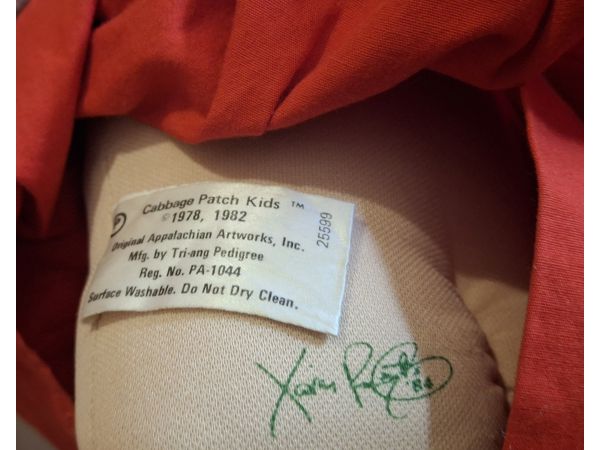 Cabbage Patch Kids ™
©1978, 1982
Original Appalachian Artworks, Inc.
Mfg. by Tri-ang Pedigree
Reg. No. PA-1044
Surface Washable. Do Not Dry Clean.
25599
'84